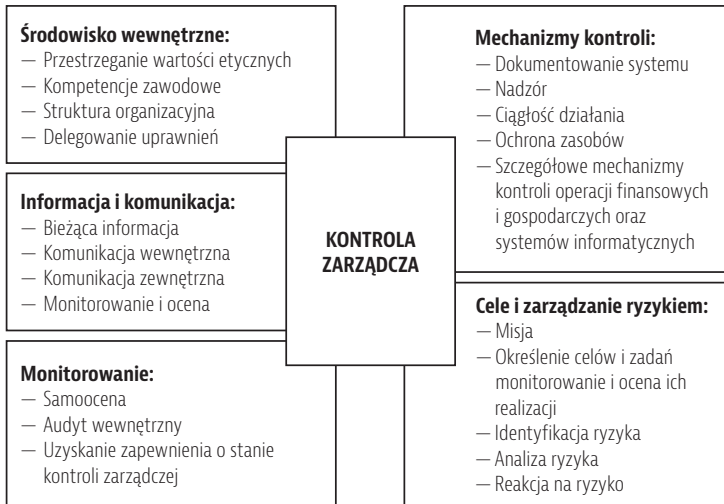 Środowisko wewnętrzne:
— Przestrzeganie wartości etycznych
— Kompetencje zawodowe
— Struktura organizacyjna
— Delegowanie uprawnień
Informacja i komunikacja:
— Bieżąca informacja
— Komunikacja wewnętrzna
— Komunikacja zewnętrzna
— Monitorowanie i ocena
Monitorowanie:
— Samoocena
— Audyt wewnętrzny
— Uzyskanie zapewnienia o stanie
kontroli zarządczej
KONTROLA
ZARZĄDCZA
Mechanizmy kontroli:
— Dokumentowanie systemu
— Nadzór
— Ciągłość działania
— Ochrona zasobów
— Szczegółowe mechanizmy
kontroli operacji finansowych
i gospodarczych oraz
systemów informatycznych
Cele i zarządzanie ryzykiem:
— Misja
— Określenie celów i zadań
monitorowanie i ocena ich
realizacji
— Identyfikacja ryzyka
— Analiza ryzyka
— Reakcja na ryzyko